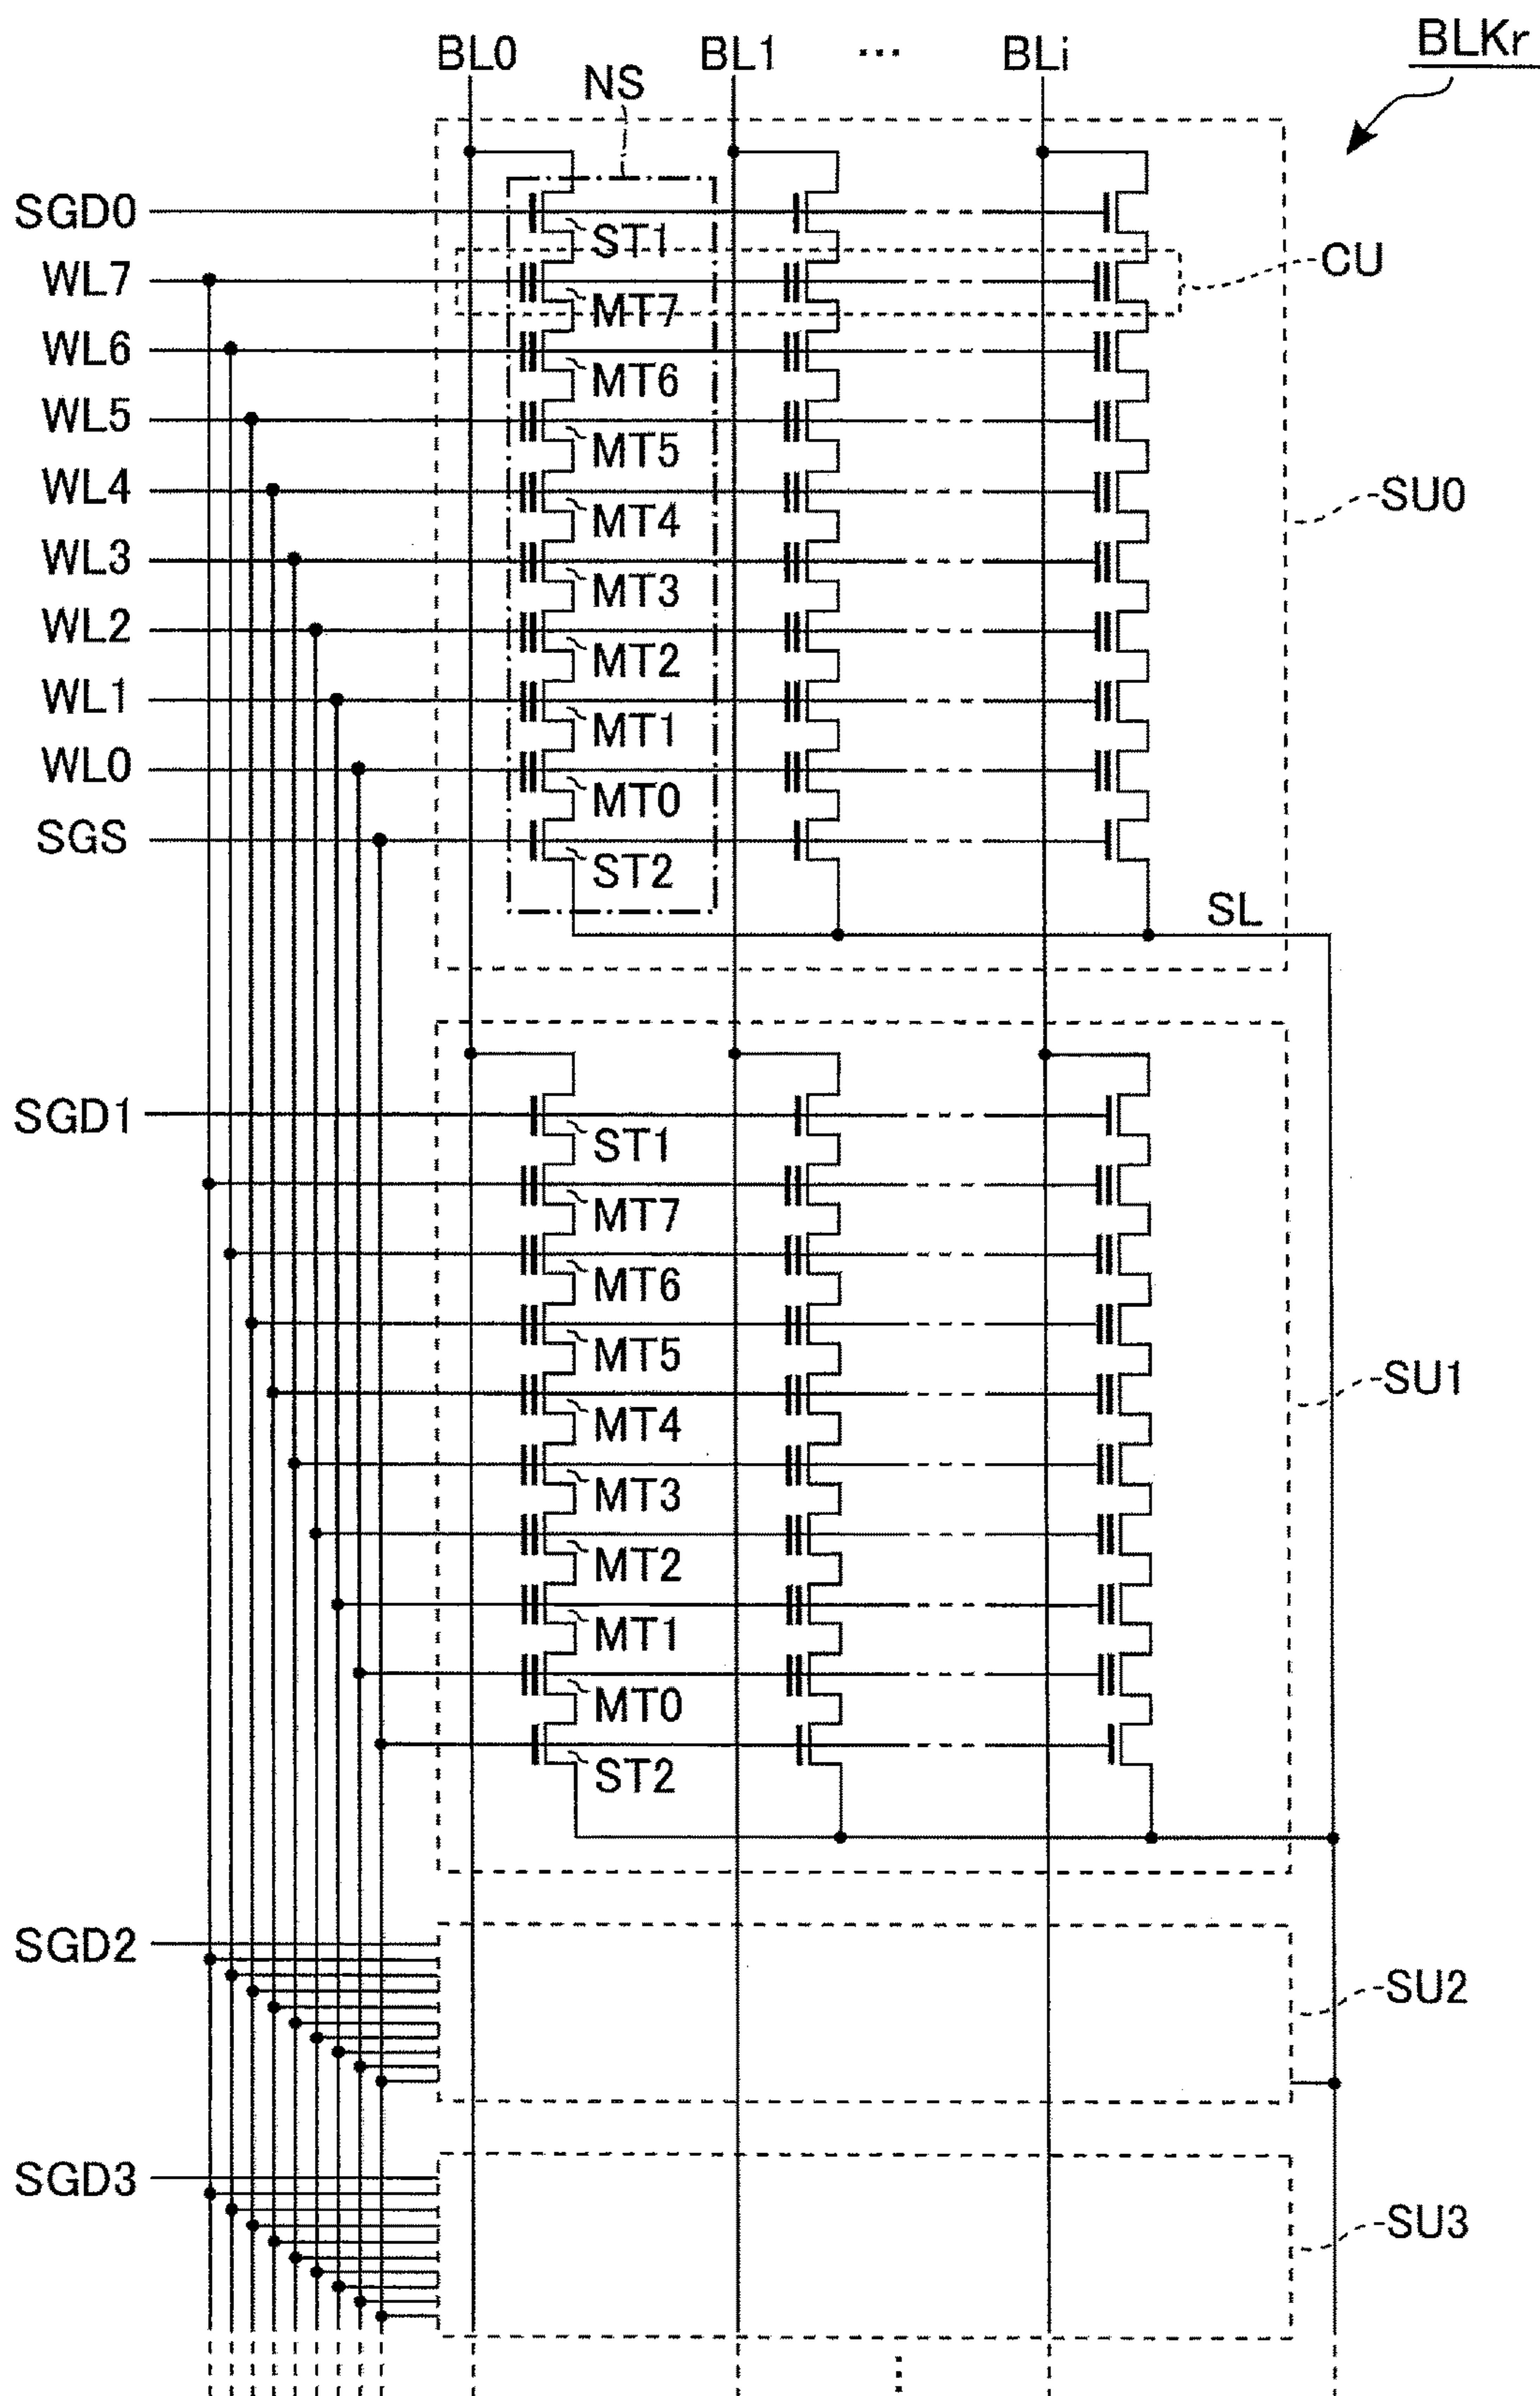 BLKr
BL0 BL1 ... BLi
NS
SGD0
ST1
CU
WL7
MT7
WL6
MT6
WL5
MT5
WL4
MT4
SU0
WL3
MT3
WL2
MT2
WL1
MT1
WL0
MT0
SGS
ST2
SL
SGD1
ST1
MT7
MT6
MT5
SU1
MT4
MT3
MT2
MT1
MT0
ST2
SGD2
SU2
SGD3
SU3
⋮